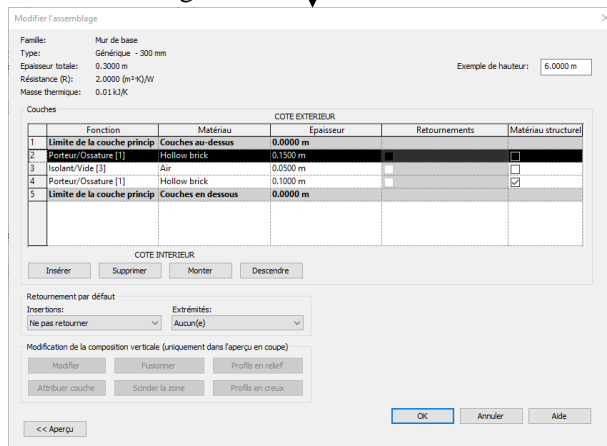 Modifier l'assemblage
Famille: Mur de base
Type: Générique - 300 mm
Epaisseur totale: 0.3000 m Exemple de hauteur: 6.0000 m
Résistance (R): 2.0000 (m²·K)/W
Masse thermique: 0.01 kJ/K
Couches
COTE EXTERIEUR
Fonction Matériau Epaisseur Retournements Matériau structurel
1 Limite de la couche princip Couches au-dessus 0.0000 m
2 Porteur/Ossature [1] Hollow brick 0.1500 m
3 Isolant/Vide [3] Air 0.0500 m
4 Porteur/Ossature [1] Hollow brick 0.1000 m
5 Limite de la couche princip Couches en dessous 0.0000 m
COTE INTERIEUR
Insérer Supprimer Monter Descendre
Retournement par défaut
Insertions: Extrémités:
Ne pas retourner Aucun(e)
Modification de la composition verticale (uniquement dans l'aperçu en coupe)
Modifier Fusionner Profils en relief
Attribuer couche Scinder la zone Profils en creux
OK Annuler Aide
<< Aperçu